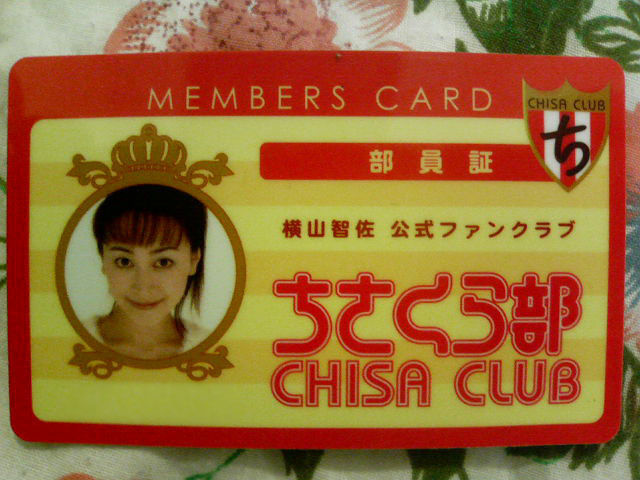 MEMBERS CARD
CHISA CLUB
ち
部員証
横山智佐 公式ファンクラブ
ちさくら部
CHISA CLUB